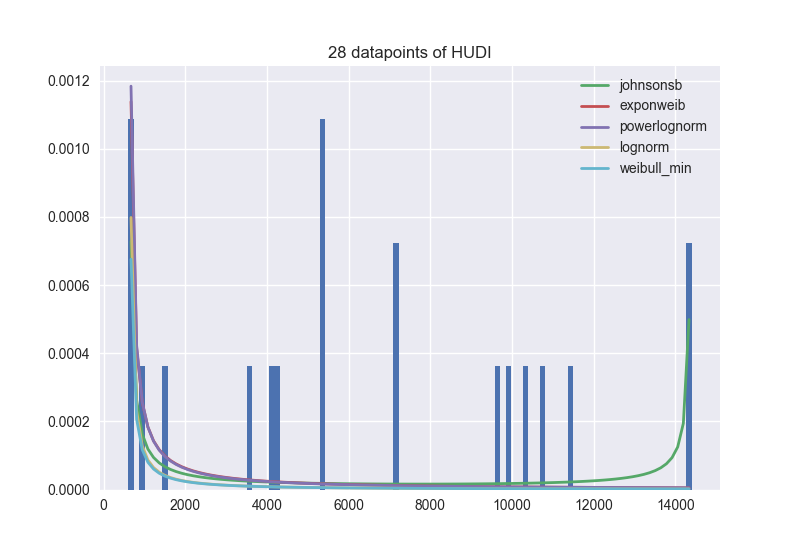 28 datapoints of HUDI
johnsonsb
exponweib
powerlognorm
lognorm
weibull_min
0.0012
0.0010
0.0008
0.0006
0.0004
0.0002
0.0000
0 2000 4000 6000 8000 10000 12000 14000